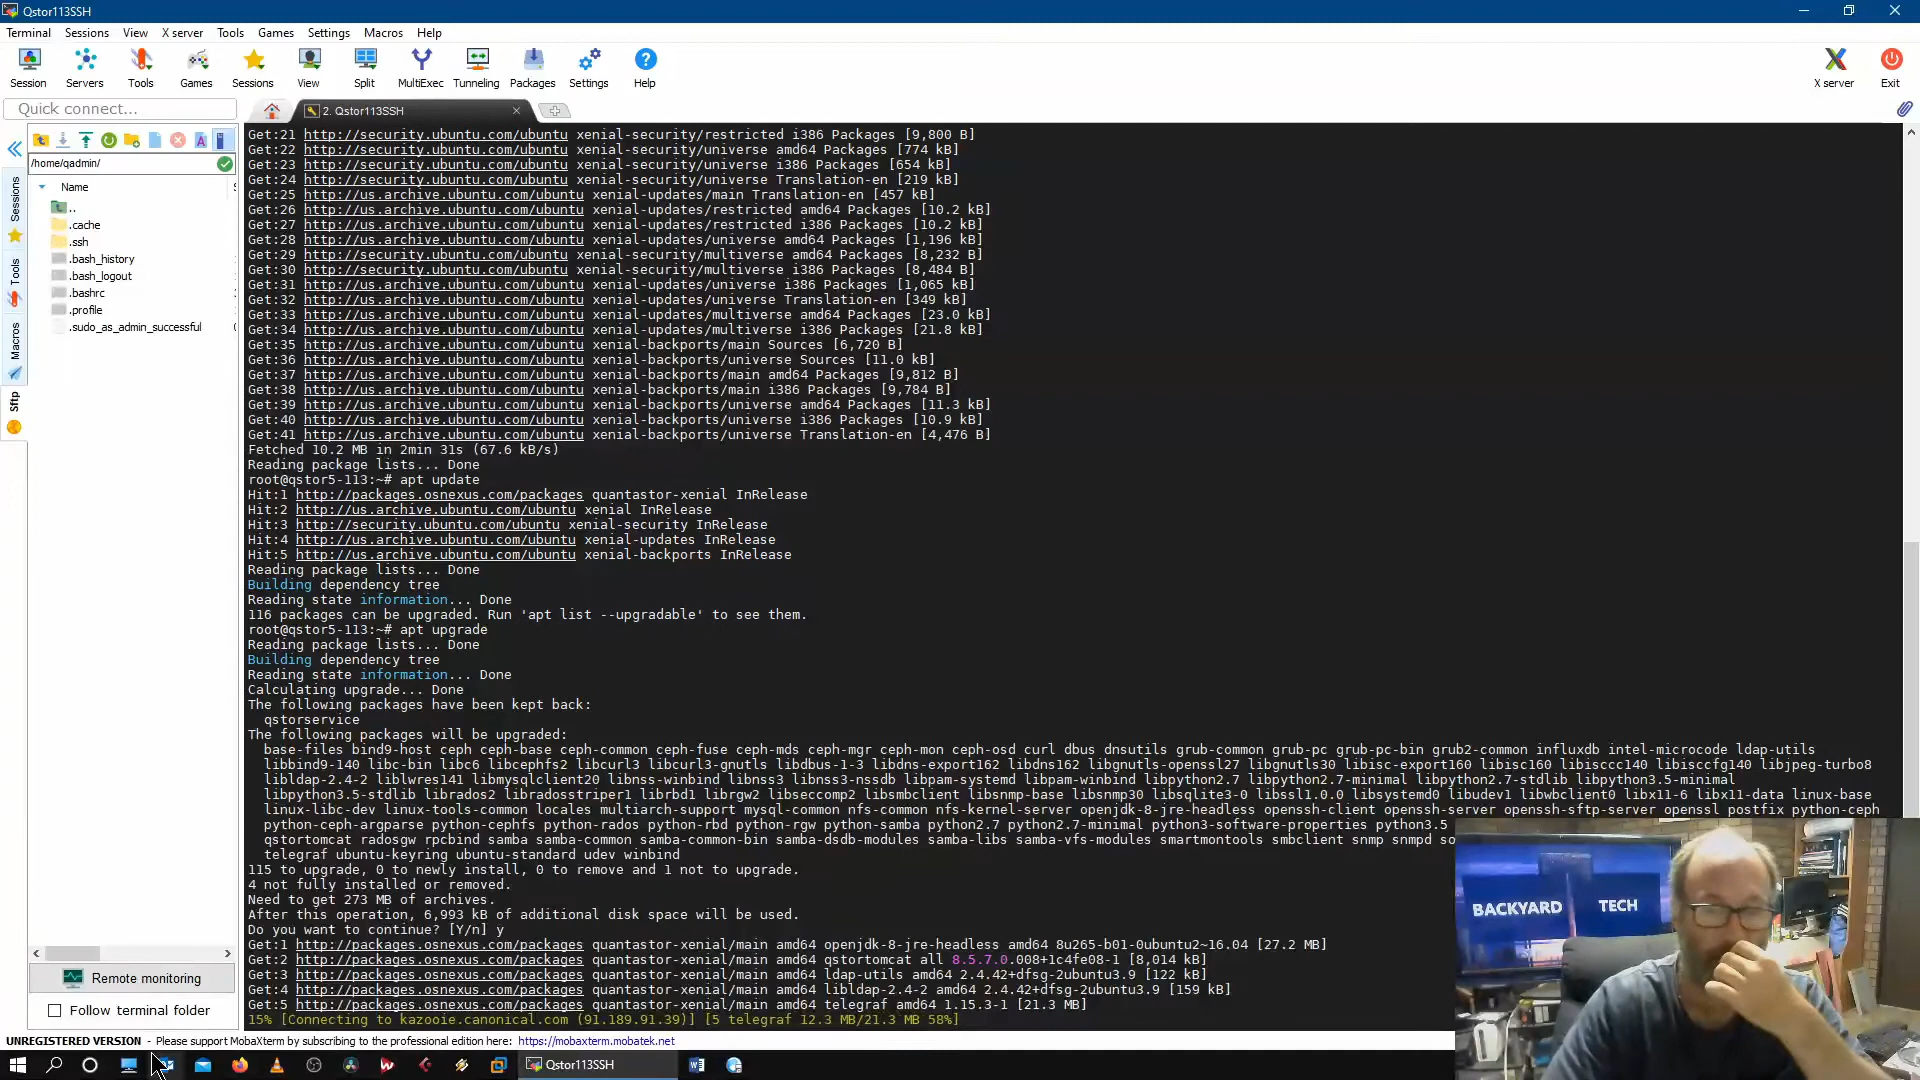 Qstor113SSH
Terminal Sessions View X server Tools Games Settings Macros Help
Session Servers Tools Games Sessions View Split MultiExec Tunneling Packages Settings Help X server Exit
Quick connect...
2. Qstor113SSH
/home/qadmin/
Name
..
.cache
.ssh
.bash_history
.bash_logout
.bashrc
.profile
.sudo_as_admin_successful
Sessions
Tools
Macros
Sftp
Remote monitoring
Follow terminal folder
Get:21 http://security.ubuntu.com/ubuntu xenial-security/restricted i386 Packages [9,800 B]
Get:22 http://security.ubuntu.com/ubuntu xenial-security/universe amd64 Packages [774 kB]
Get:23 http://security.ubuntu.com/ubuntu xenial-security/universe i386 Packages [654 kB]
Get:24 http://security.ubuntu.com/ubuntu xenial-security/universe Translation-en [219 kB]
Get:25 http://us.archive.ubuntu.com/ubuntu xenial-updates/main Translation-en [457 kB]
Get:26 http://us.archive.ubuntu.com/ubuntu xenial-updates/restricted amd64 Packages [10.2 kB]
Get:27 http://us.archive.ubuntu.com/ubuntu xenial-updates/restricted i386 Packages [10.2 kB]
Get:28 http://us.archive.ubuntu.com/ubuntu xenial-updates/universe amd64 Packages [1,196 kB]
Get:29 http://security.ubuntu.com/ubuntu xenial-security/multiverse amd64 Packages [8,232 B]
Get:30 http://security.ubuntu.com/ubuntu xenial-security/multiverse i386 Packages [8,484 B]
Get:31 http://us.archive.ubuntu.com/ubuntu xenial-updates/universe i386 Packages [1,065 kB]
Get:32 http://us.archive.ubuntu.com/ubuntu xenial-updates/universe Translation-en [349 kB]
Get:33 http://us.archive.ubuntu.com/ubuntu xenial-updates/multiverse amd64 Packages [23.0 kB]
Get:34 http://us.archive.ubuntu.com/ubuntu xenial-updates/multiverse i386 Packages [21.8 kB]
Get:35 http://us.archive.ubuntu.com/ubuntu xenial-backports/main Sources [6,720 B]
Get:36 http://us.archive.ubuntu.com/ubuntu xenial-backports/universe Sources [11.0 kB]
Get:37 http://us.archive.ubuntu.com/ubuntu xenial-backports/main amd64 Packages [9,812 B]
Get:38 http://us.archive.ubuntu.com/ubuntu xenial-backports/main i386 Packages [9,784 B]
Get:39 http://us.archive.ubuntu.com/ubuntu xenial-backports/universe amd64 Packages [11.3 kB]
Get:40 http://us.archive.ubuntu.com/ubuntu xenial-backports/universe i386 Packages [10.9 kB]
Get:41 http://us.archive.ubuntu.com/ubuntu xenial-backports/universe Translation-en [4,476 B]
Fetched 10.2 MB in 2min 31s (67.6 kB/s)
Reading package lists... Done
root@qstor5-113:~# apt update
Hit:1 http://packages.osnexus.com/packages quantastor-xenial InRelease
Hit:2 http://us.archive.ubuntu.com/ubuntu xenial InRelease
Hit:3 http://security.ubuntu.com/ubuntu xenial-security InRelease
Hit:4 http://us.archive.ubuntu.com/ubuntu xenial-updates InRelease
Hit:5 http://us.archive.ubuntu.com/ubuntu xenial-backports InRelease
Reading package lists... Done
Building dependency tree
Reading state information... Done
116 packages can be upgraded. Run 'apt list --upgradable' to see them.
root@qstor5-113:~# apt upgrade
Reading package lists... Done
Building dependency tree
Reading state information... Done
Calculating upgrade... Done
The following packages have been kept back:
qstorservice
The following packages will be upgraded:
base-files bind9-host ceph ceph-base ceph-common ceph-fuse ceph-mds ceph-mgr ceph-mon ceph-osd curl dbus dnsutils grub-common grub-pc grub-pc-bin grub2-common influxdb intel-microcode ldap-utils
libbind9-140 libc-bin libc6 libcephfs2 libcurl3 libcurl3-gnutls libdbus-1-3 libdns-export162 libdns162 libgnutls-openssl27 libgnutls30 libisc-export160 libisc160 libisccc140 libisccfg140 libjpeg-turbo8
libldap-2.4-2 liblwres141 libmysqlclient20 libnss-winbind libnss3 libnss3-nssdb libpam-systemd libpam-winbind libpython2.7 libpython2.7-minimal libpython2.7-stdlib libpython3.5-minimal
libpython3.5-stdlib librados2 libradosstriper1 librbd1 librgw2 libseccomp2 libsmbclient libsnmp-base libsnmp30 libsqlite3-0 libssl1.0.0 libsystemd0 libudev1 libwbclient0 libx11-6 libx11-data linux-base
linux-libc-dev linux-tools-common locales multiarch-support mysql-common nfs-common nfs-kernel-server openjdk-8-jre-headless openssh-client openssh-server openssh-sftp-server openssl postfix python-ceph
python-ceph-argparse python-cephfs python-rados python-rbd python-rgw python-samba python2.7 python2.7-minimal python3-software-properties python3.5
qstortomcat radosgw rpcbind samba samba-common samba-common-bin samba-dsdb-modules samba-libs samba-vfs-modules smartmontools smbclient snmp snmpd so
telegraf ubuntu-keyring ubuntu-standard udev winbind
115 to upgrade, 0 to newly install, 0 to remove and 1 not to upgrade.
4 not fully installed or removed.
Need to get 273 MB of archives.
After this operation, 6,993 kB of additional disk space will be used.
Do you want to continue? [Y/n] y
Get:1 http://packages.osnexus.com/packages quantastor-xenial/main amd64 openjdk-8-jre-headless amd64 8u265-b01-0ubuntu2~16.04 [27.2 MB]
Get:2 http://packages.osnexus.com/packages quantastor-xenial/main amd64 qstortomcat all 8.5.7.0.008+1c4fe08-1 [8,014 kB]
Get:3 http://packages.osnexus.com/packages quantastor-xenial/main amd64 ldap-utils amd64 2.4.42+dfsg-2ubuntu3.9 [122 kB]
Get:4 http://packages.osnexus.com/packages quantastor-xenial/main amd64 libldap-2.4-2 amd64 2.4.42+dfsg-2ubuntu3.9 [159 kB]
Get:5 http://packages.osnexus.com/packages quantastor-xenial/main amd64 telegraf amd64 1.15.3-1 [21.3 MB]
15% [Connecting to kazooie.canonical.com (91.189.91.39)] [5 telegraf 12.3 MB/21.3 MB 58%]
BACKYARD TECH
UNREGISTERED VERSION - Please support MobaXterm by subscribing to the professional edition here: https://mobaxterm.mobatek.net
Qstor113SSH